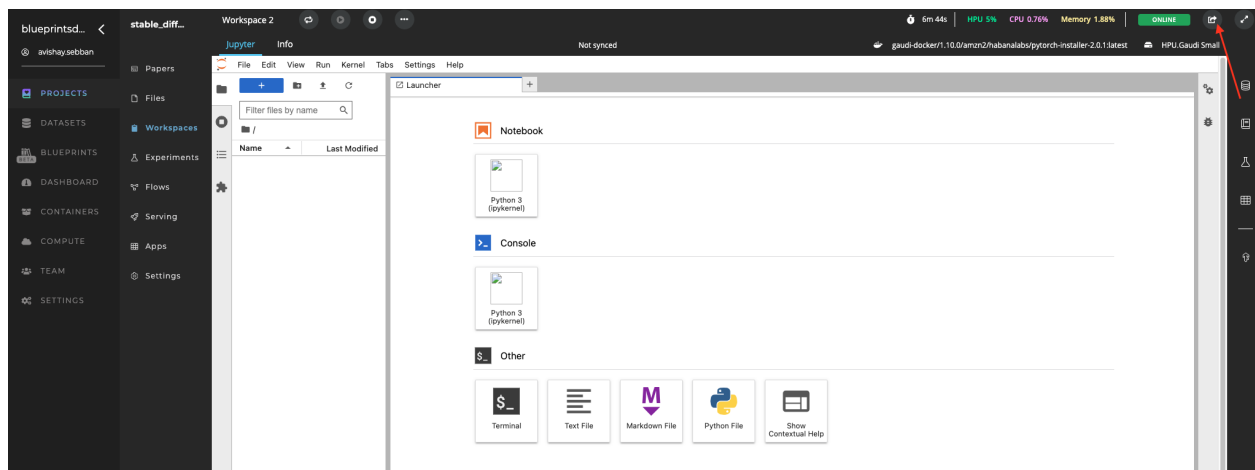 blueprintsd...
avishay.sebban
PROJECTS
DATASETS
BLUEPRINTS
BETA
DASHBOARD
CONTAINERS
COMPUTE
TEAM
SETTINGS
stable_diff...
Papers
Files
Workspaces
Experiments
Flows
Serving
Apps
Settings
Workspace 2
6m 44s HPU 5% CPU 0.76% Memory 1.88% ONLINE
Jupyter Info Not synced gaudi-docker/1.10.0/amzn2/habanalabs/pytorch-installer-2.0.1:latest HPU.Gaudi Small
File Edit View Run Kernel Tabs Settings Help
Filter files by name
/
Name Last Modified
Launcher
Notebook
Python 3
(ipykernel)
Console
Python 3
(ipykernel)
$_ Other
$_
Terminal
Text File
M
Markdown File
Python File
Show
Contextual Help